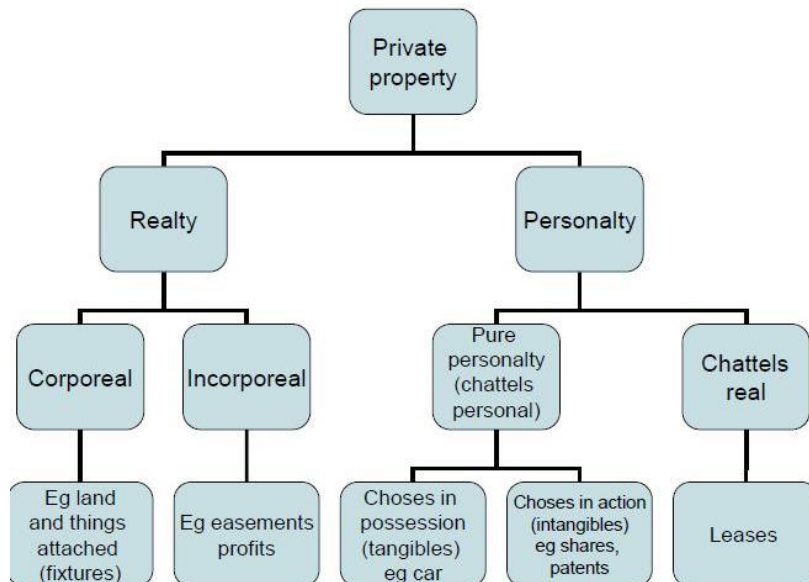 Private
property
Realty
Personalty
Corporeal
Incorporeal
Pure
personalty
(chattels
personal)
Chattels
real
Eg land
and things
attached
(fixtures)
Eg easements
profits
Choses in
possession
(tangibles)
eg car
Choses in action
(intangibles)
eg shares,
patents
Leases